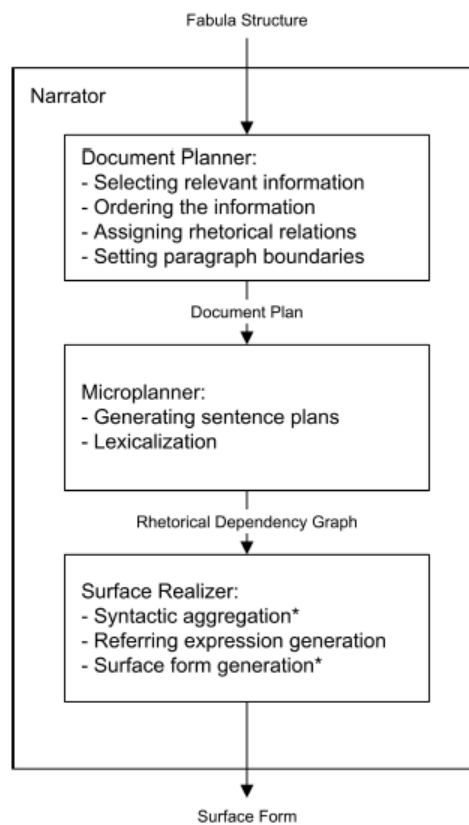 Fabula Structure
Narrator
Document Planner:
- Selecting relevant information
- Ordering the information
- Assigning rhetorical relations
- Setting paragraph boundaries
Document Plan
Microplanner:
- Generating sentence plans
- Lexicalization
Rhetorical Dependency Graph
Surface Realizer:
- Syntactic aggregation*
- Referring expression generation
- Surface form generation*
Surface Form